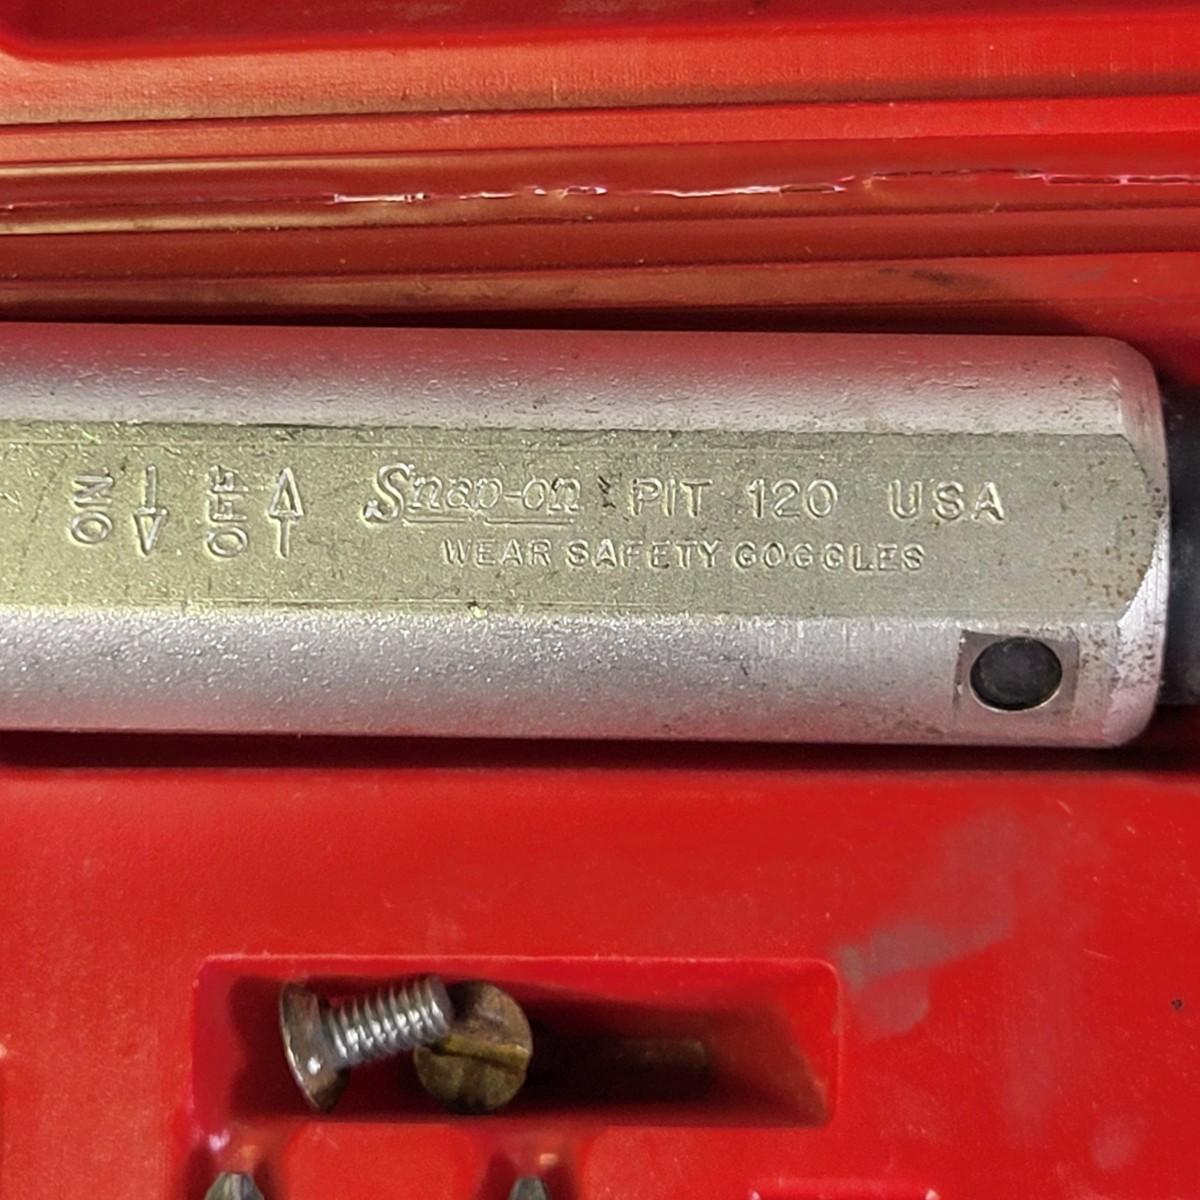 ON OFF Snap-on PIT 120 USA
WEAR SAFETY GOGGLES